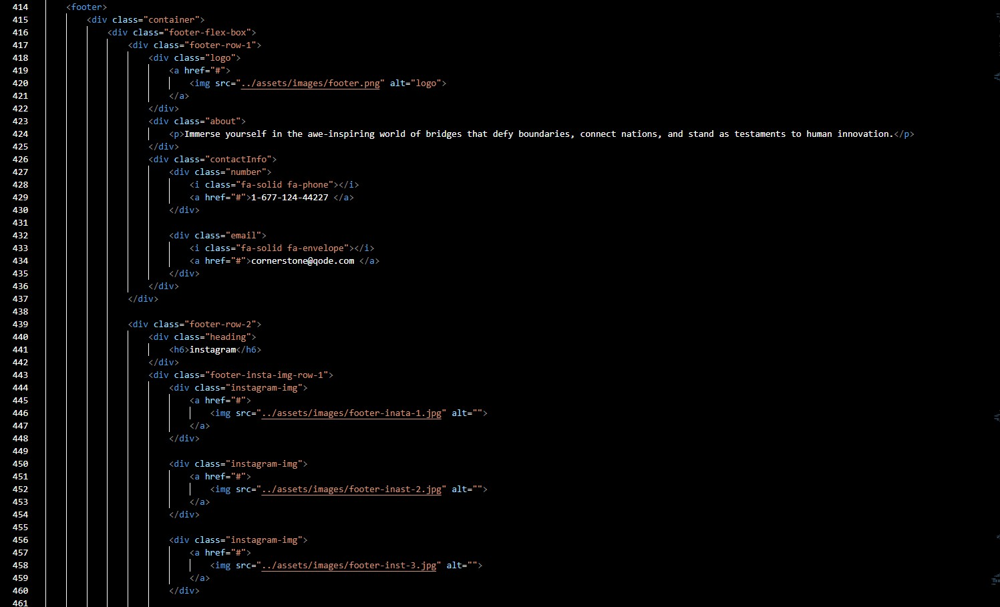 414 <footer>
415 <div class="container">
416 <div class="footer-flex-box">
417 <div class="footer-row-1">
418 <div class="logo">
419 <a href="#">
420 <img src="../assets/images/footer.png" alt="logo">
421 </a>
422 </div>
423 <div class="about">
424 <p>Immerse yourself in the awe-inspiring world of bridges that defy boundaries, connect nations, and stand as testaments to human innovation.</p>
425 </div>
426 <div class="contactInfo">
427 <div class="number">
428 <i class="fa-solid fa-phone"></i>
429 <a href="#">1-677-124-44227 </a>
430 </div>
431
432 <div class="email">
433 <i class="fa-solid fa-envelope"></i>
434 <a href="#">cornerstone@qode.com </a>
435 </div>
436 </div>
437 </div>
438
439 <div class="footer-row-2">
440 <div class="heading">
441 <h6>instagram</h6>
442 </div>
443 <div class="footer-insta-img-row-1">
444 <div class="instagram-img">
445 <a href="#">
446 <img src="../assets/images/footer-inata-1.jpg" alt="">
447 </a>
448 </div>
449
450 <div class="instagram-img">
451 <a href="#">
452 <img src="../assets/images/footer-inast-2.jpg" alt="">
453 </a>
454 </div>
455
456 <div class="instagram-img">
457 <a href="#">
458 <img src="../assets/images/footer-inst-3.jpg" alt="">
459 </a>
460 </div>
461